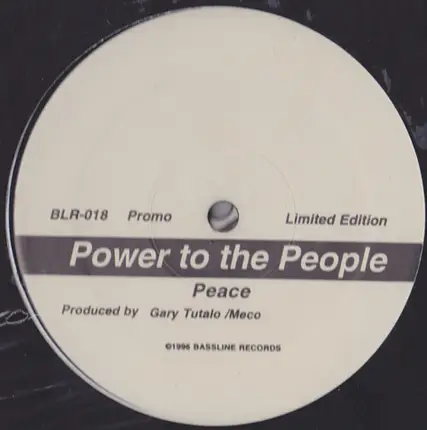 BLR-018 Promo Limited Edition
Power to the People
Peace
Produced by Gary Tutalo /Meco
©1996 BASSLINE RECORDS